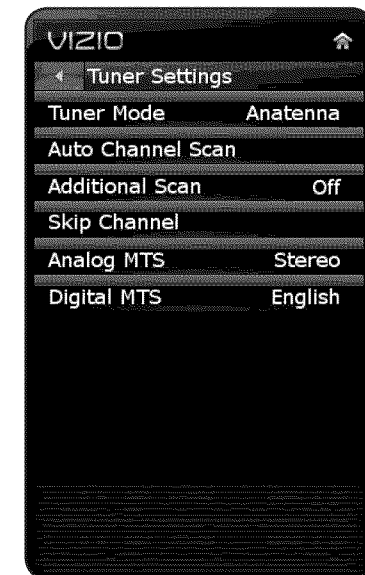 VIZIO
Tuner Settings
Tuner Mode Anatenna
Auto Channel Scan
Additional Scan Off
Skip Channel
Analog MTS Stereo
Digital MTS English